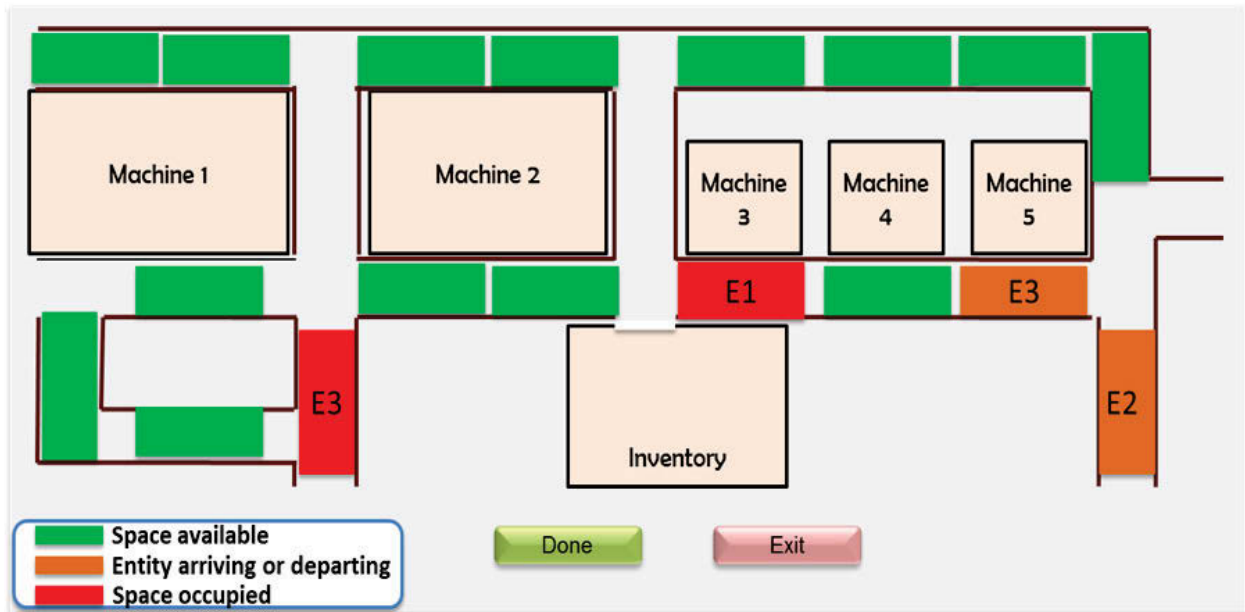 Machine 1
Machine 2
Machine
3
Machine
4
Machine
5
E1
E3
E3
E2
Inventory
Space available
Entity arriving or departing
Space occupied
Done
Exit